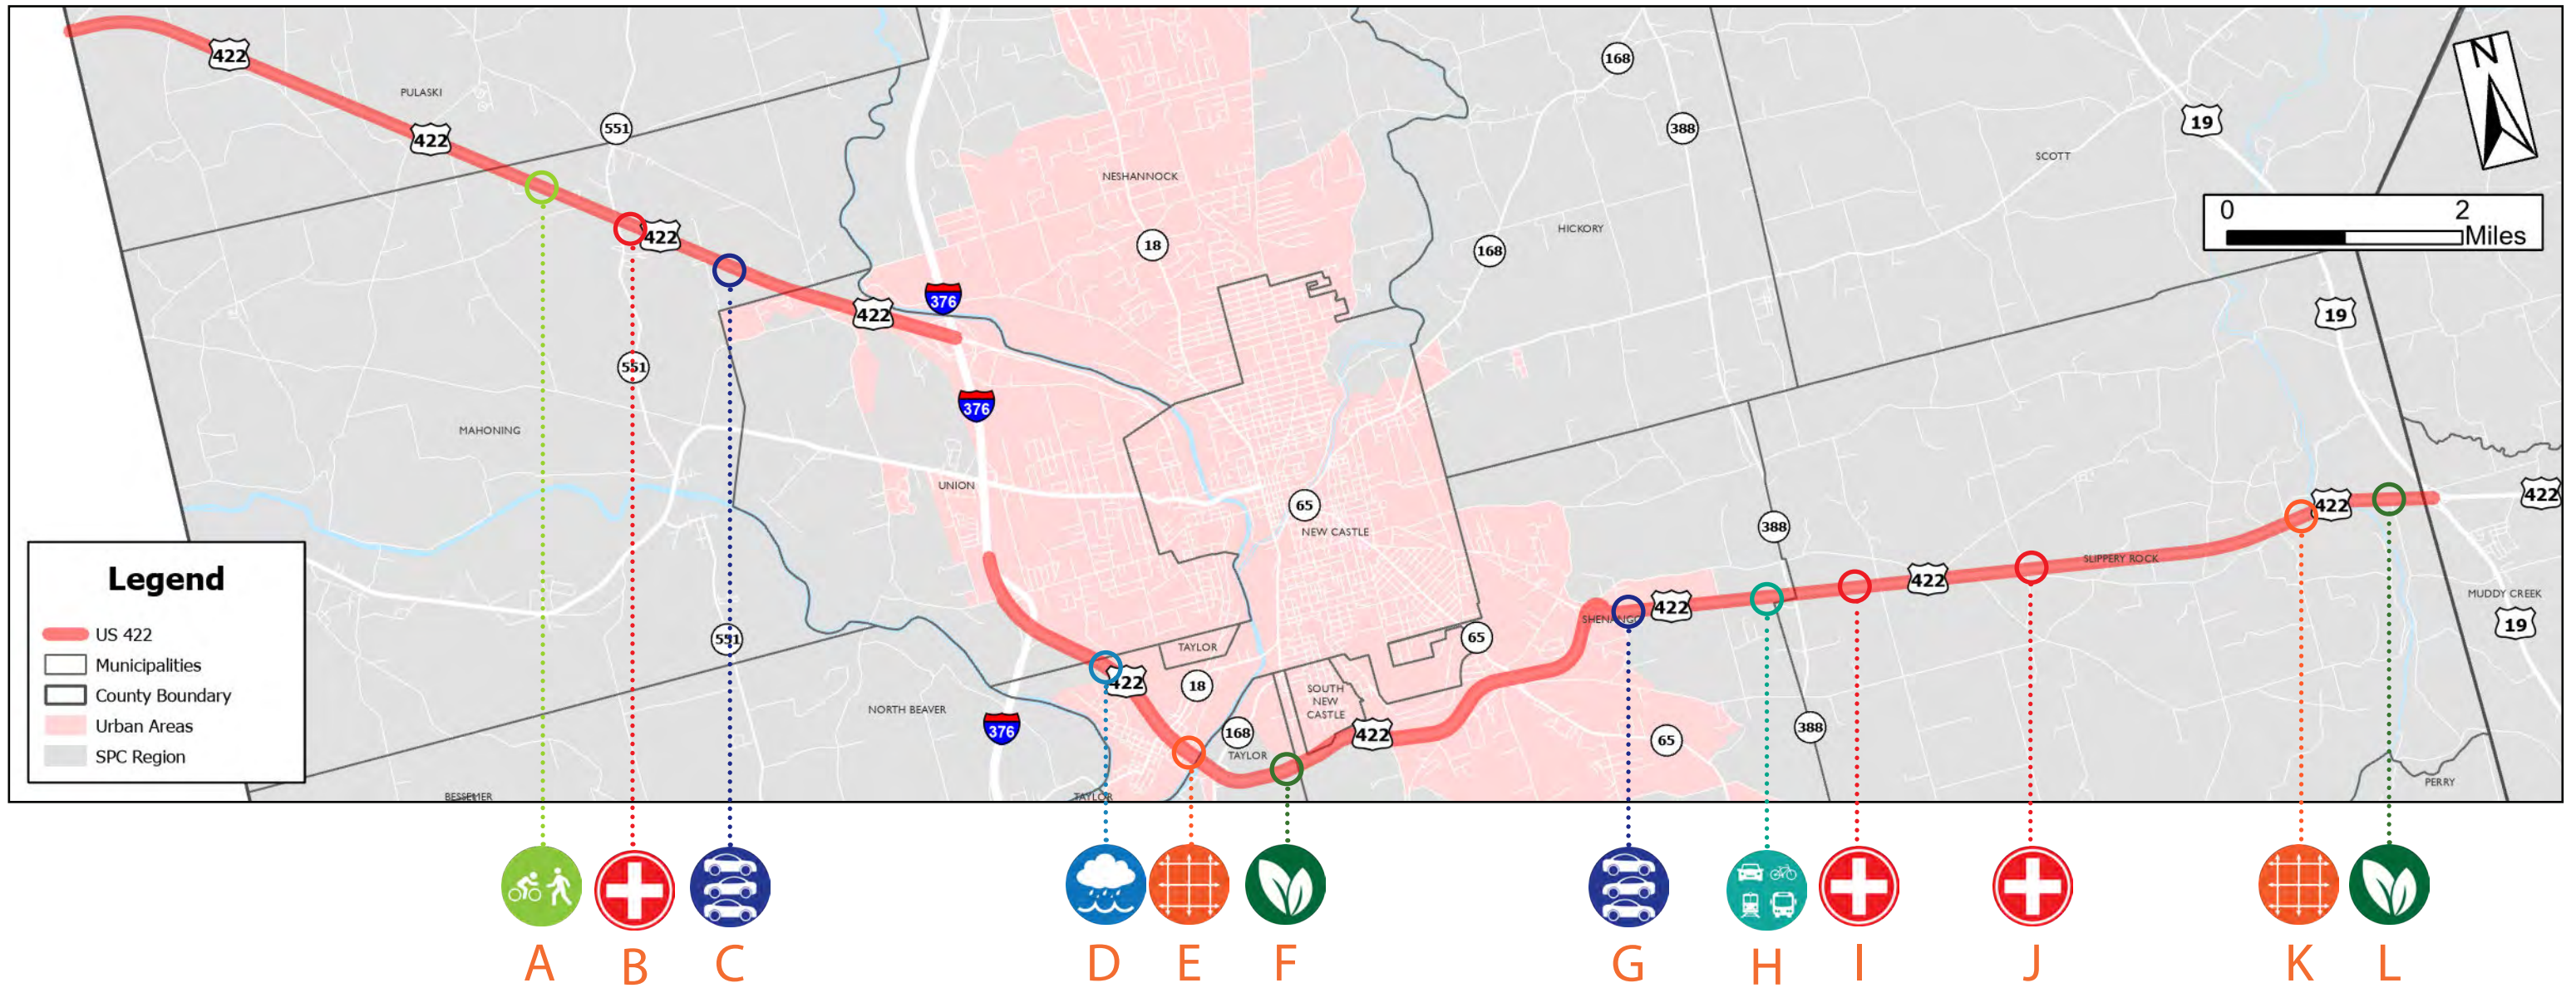 422
PULASKI
422
551
422
551
MAHONING
551
422
376
376
UNION
376
NORTH BEAVER
BESSEMER
NESHANNOCK
18
168
388
168
HICKORY
SCOTT
19
N
0 2
Miles
19
65
NEW CASTLE
TAYLOR
18
422
168
TAYLOR
TAYLOR
SOUTH
NEW
CASTLE
422
65
65
SHENANGO
422
388
388
422
SLIPPERY ROCK
422
422
MUDDY CREEK
19
PERRY
Legend
US 422
Municipalities
County Boundary
Urban Areas
SPC Region
A B C D E F G H I J K L